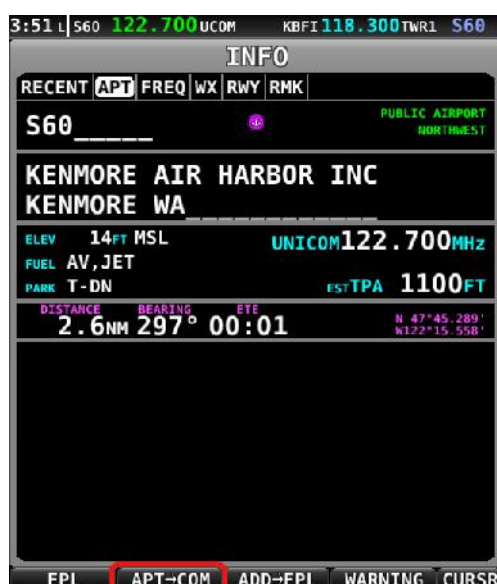 3:51 L S60 122.700 UCOM KBFI 118.300 TWR1 S60
INFO
RECENT APT FREQ WX RWY RMK
S60_____
PUBLIC AIRPORT
NORTHWEST
KENMORE AIR HARBOR INC
KENMORE WA____________
ELEV 14FT MSL UNICOM 122.700MHZ
FUEL AV,JET
PARK T-DN EST TPA 1100FT
DISTANCE BEARING ETE
2.6NM 297° 00:01
N 47°45.289'
W122°15.558'
FPL APT→COM ADD→FPL WARNING CURSR